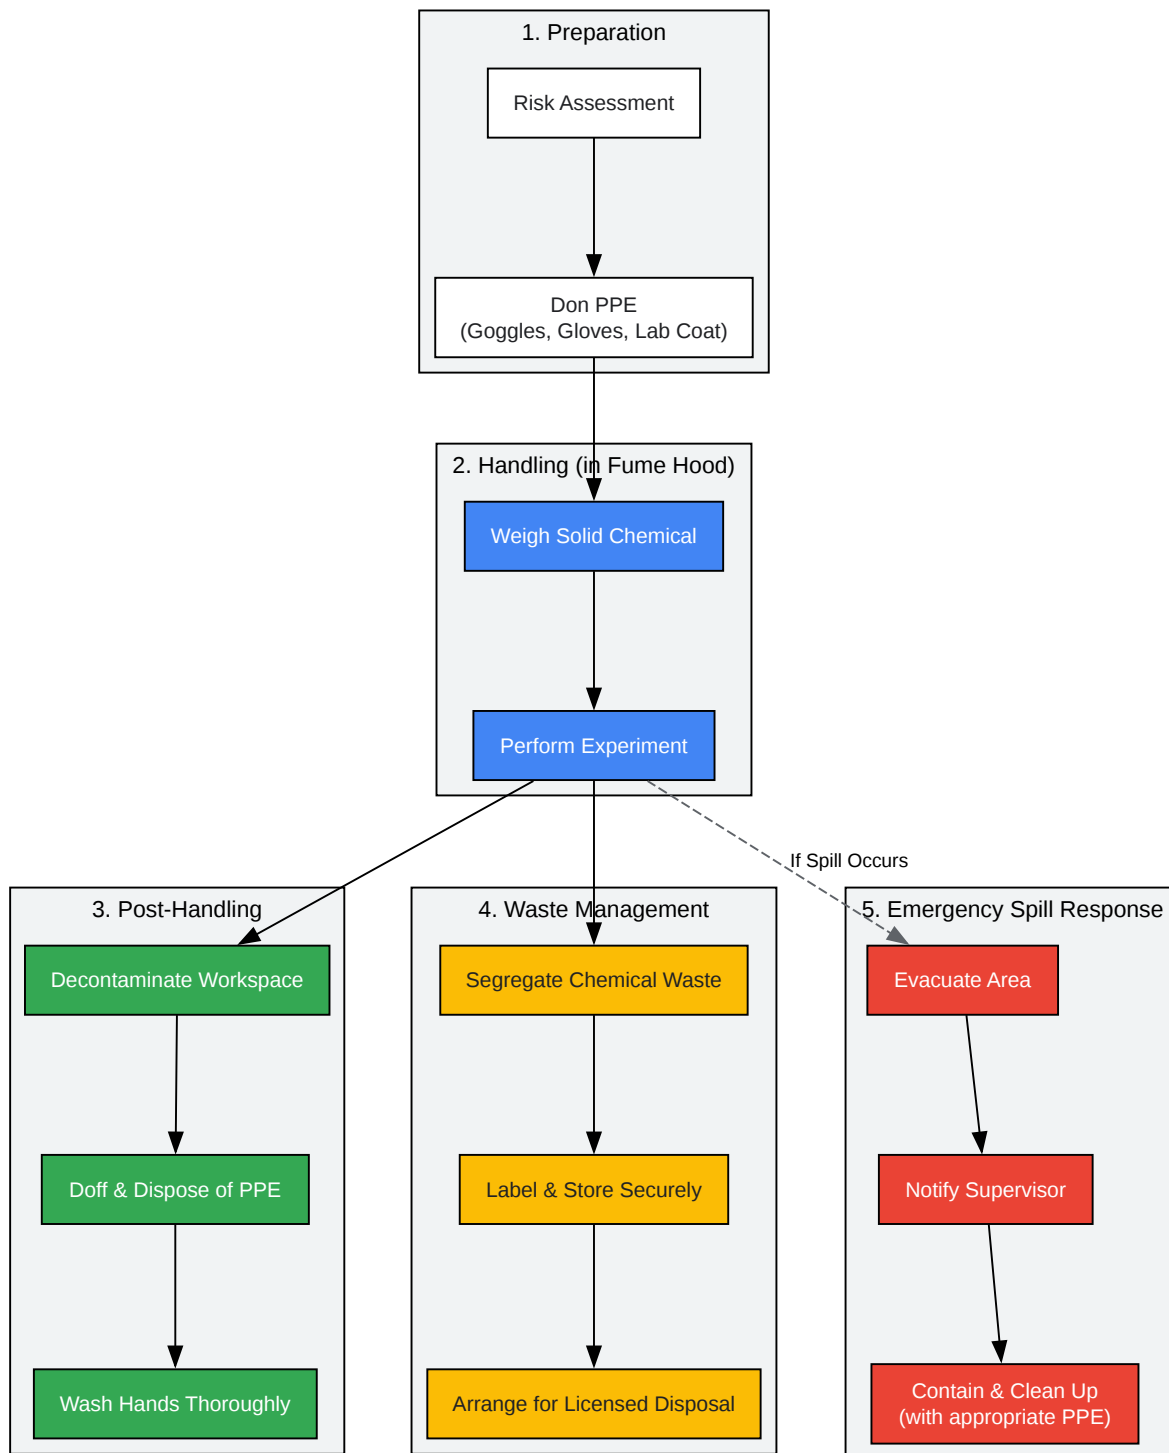 1. Preparation
Risk Assessment
Don PPE
(Goggles, Gloves, Lab Coat)
2. Handling (in Fume Hood)
Weigh Solid Chemical
Perform Experiment
If Spill Occurs
3. Post-Handling
Decontaminate Workspace
Doff & Dispose of PPE
Wash Hands Thoroughly
4. Waste Management
Segregate Chemical Waste
Label & Store Securely
Arrange for Licensed Disposal
5. Emergency Spill Response
Evacuate Area
Notify Supervisor
Contain & Clean Up
(with appropriate PPE)